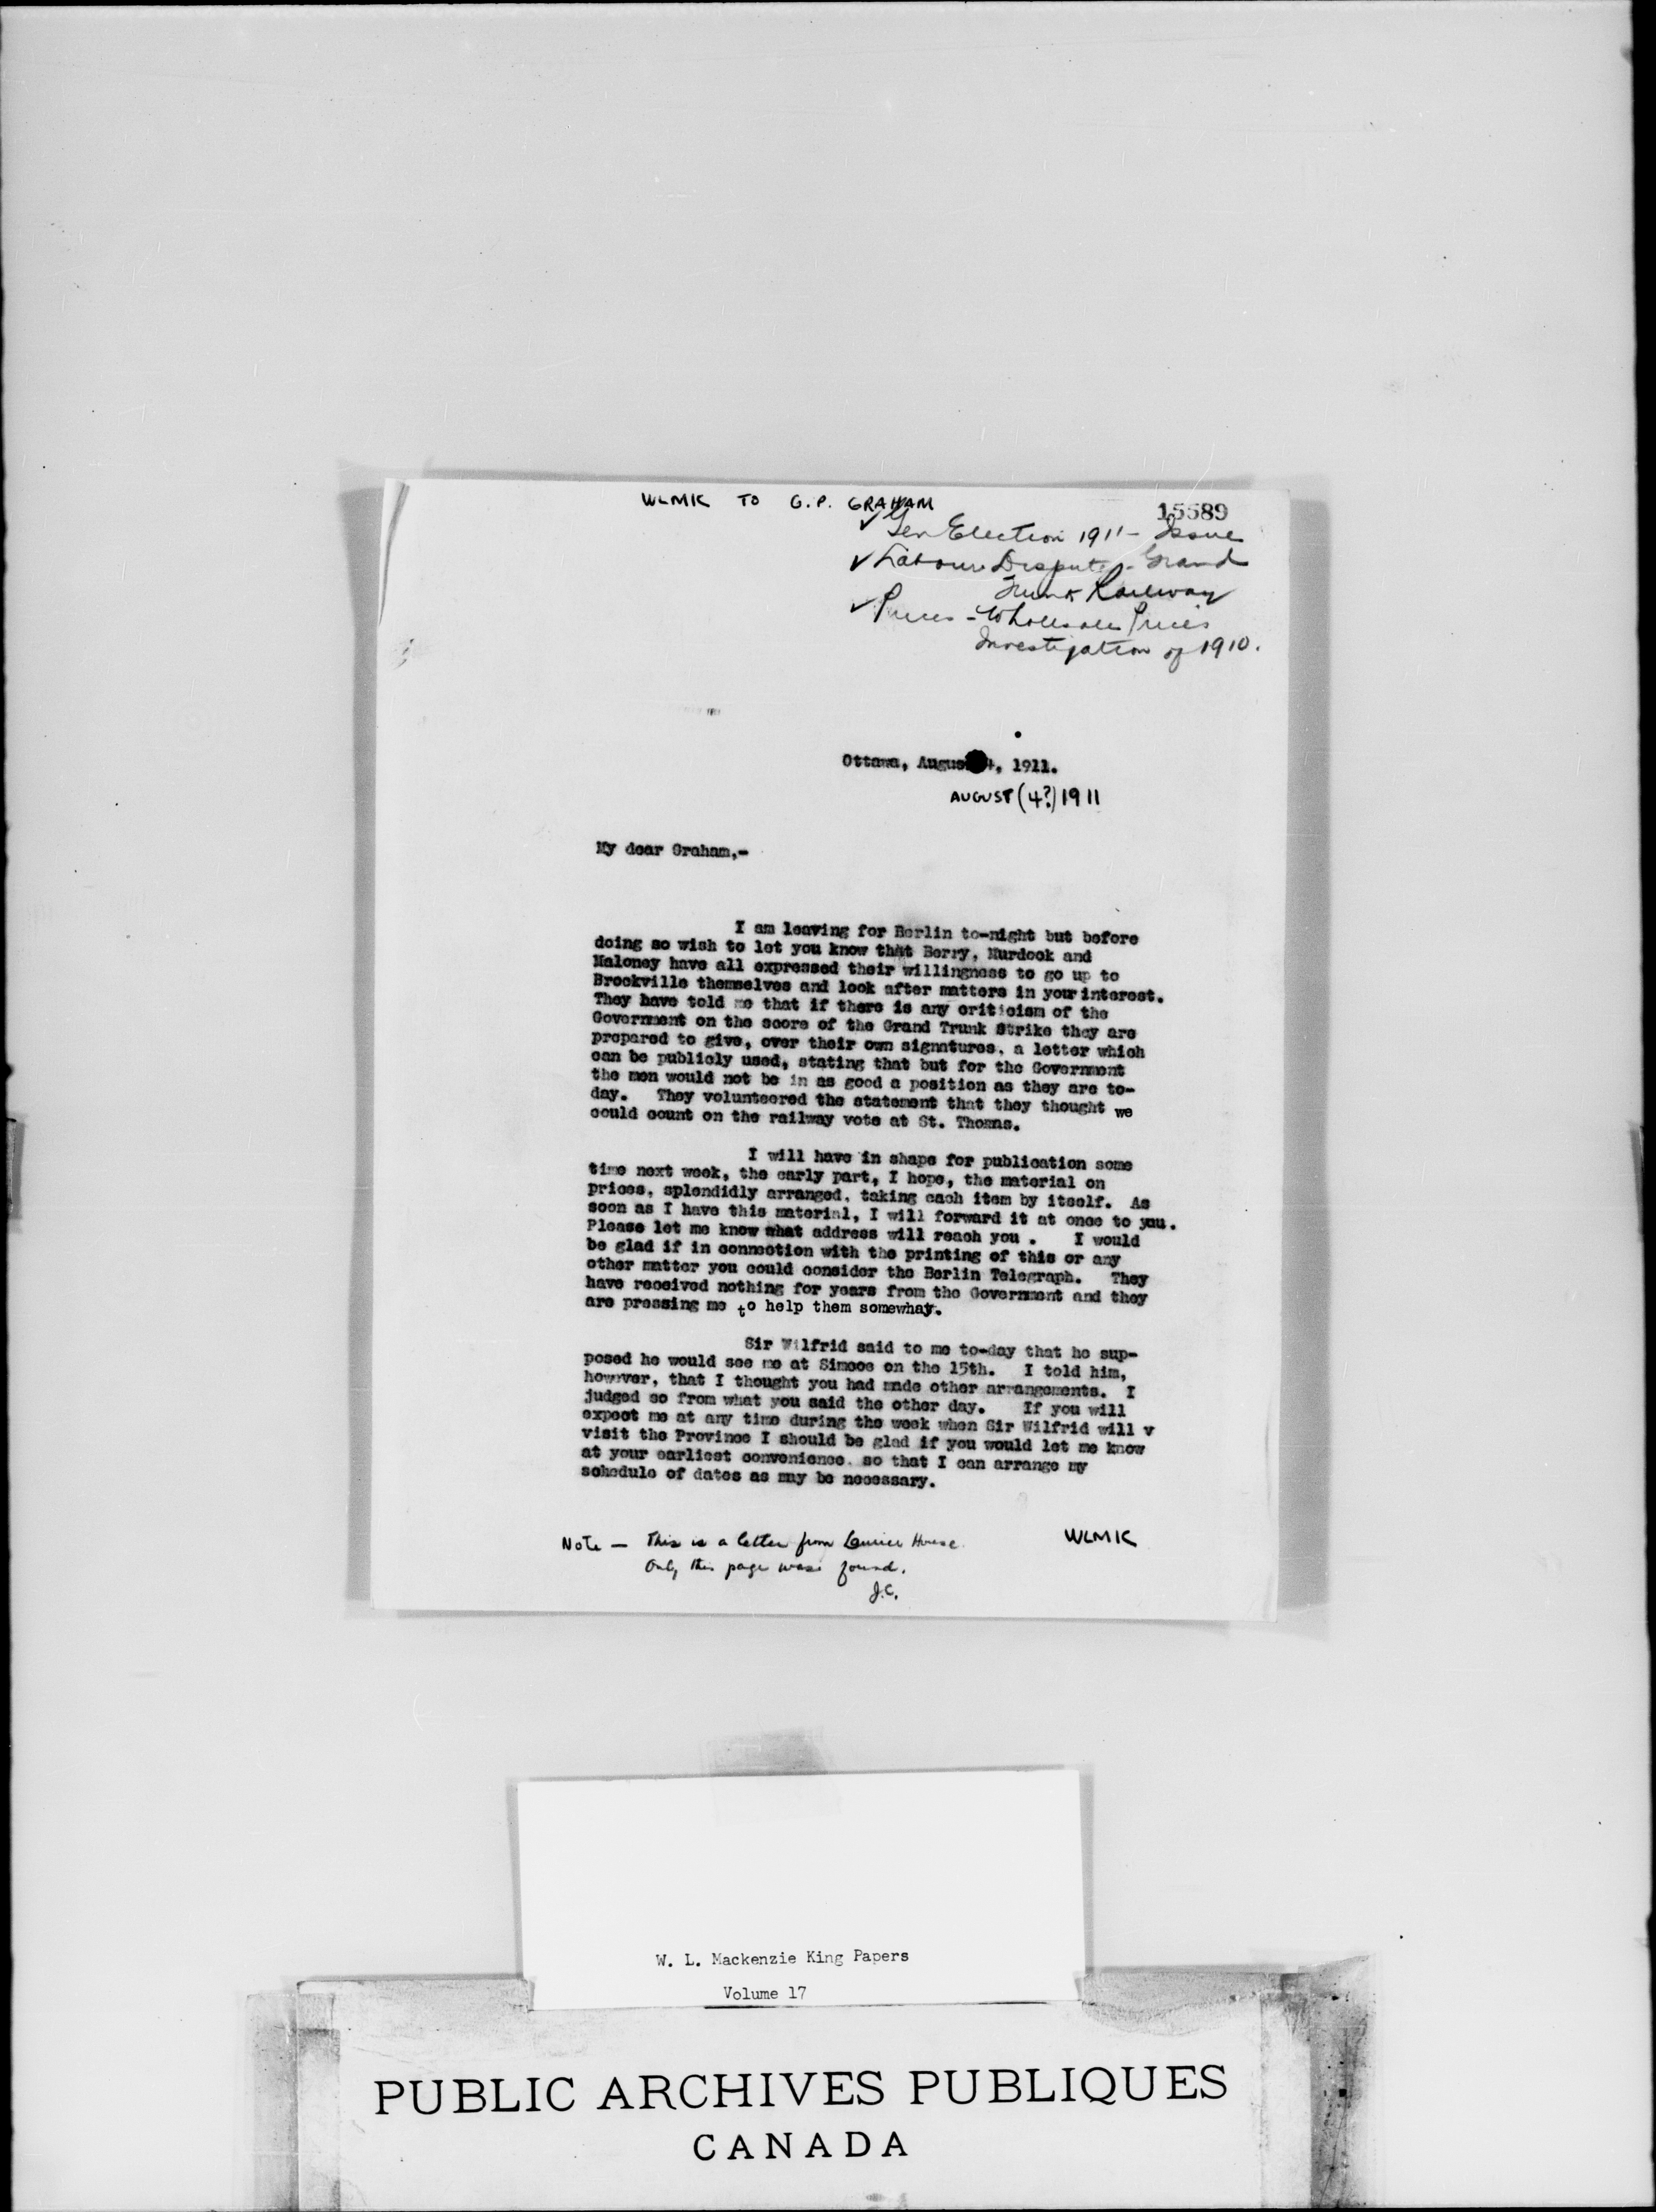 WLMK TO G.P. GRAHAM
15589
✓ Gen Election 1911 - Issue
✓ Labour Dispute - Grand
Trunk Railway
✓ Prices - Wholesale Prices
Investigation of 1910.
Ottawa, August 4, 1911.
AUGUST (4?) 1911
My dear Graham,-
I am leaving for Berlin to-night but before
doing so wish to let you know that Berry, Murdock and
Maloney have all expressed their willingness to go up to
Brockville themselves and look after matters in your interest.
They have told me that if there is any criticism of the
Government on the score of the Grand Trunk Strike they are
prepared to give, over their own signatures, a letter which
can be publicly used, stating that but for the Government
the men would not be in as good a position as they are to-
day. They volunteered the statement that they thought we
could count on the railway vote at St. Thomas.
I will have in shape for publication some
time next week, the early part, I hope, the material on
prices, splendidly arranged, taking each item by itself. As
soon as I have this material, I will forward it at once to you.
Please let me know what address will reach you . I would
be glad if in connection with the printing of this or any
other matter you could consider the Berlin Telegraph. They
have received nothing for years from the Government and they
are pressing me to help them somewhat.
Sir Wilfrid said to me to-day that he sup-
posed he would see me at Simcoe on the 15th. I told him,
however, that I thought you had made other arrangements. I
judged so from what you said the other day. If you will
expect me at any time during the week when Sir Wilfrid will v
visit the Province I should be glad if you would let me know
at your earliest convenience, so that I can arrange my
schedule of dates as may be necessary.
Note - This is a letter from Laurier House.
Only this page was found.
J.C.
WLMK
W. L. Mackenzie King Papers
Volume 17
PUBLIC ARCHIVES PUBLIQUES
CANADA